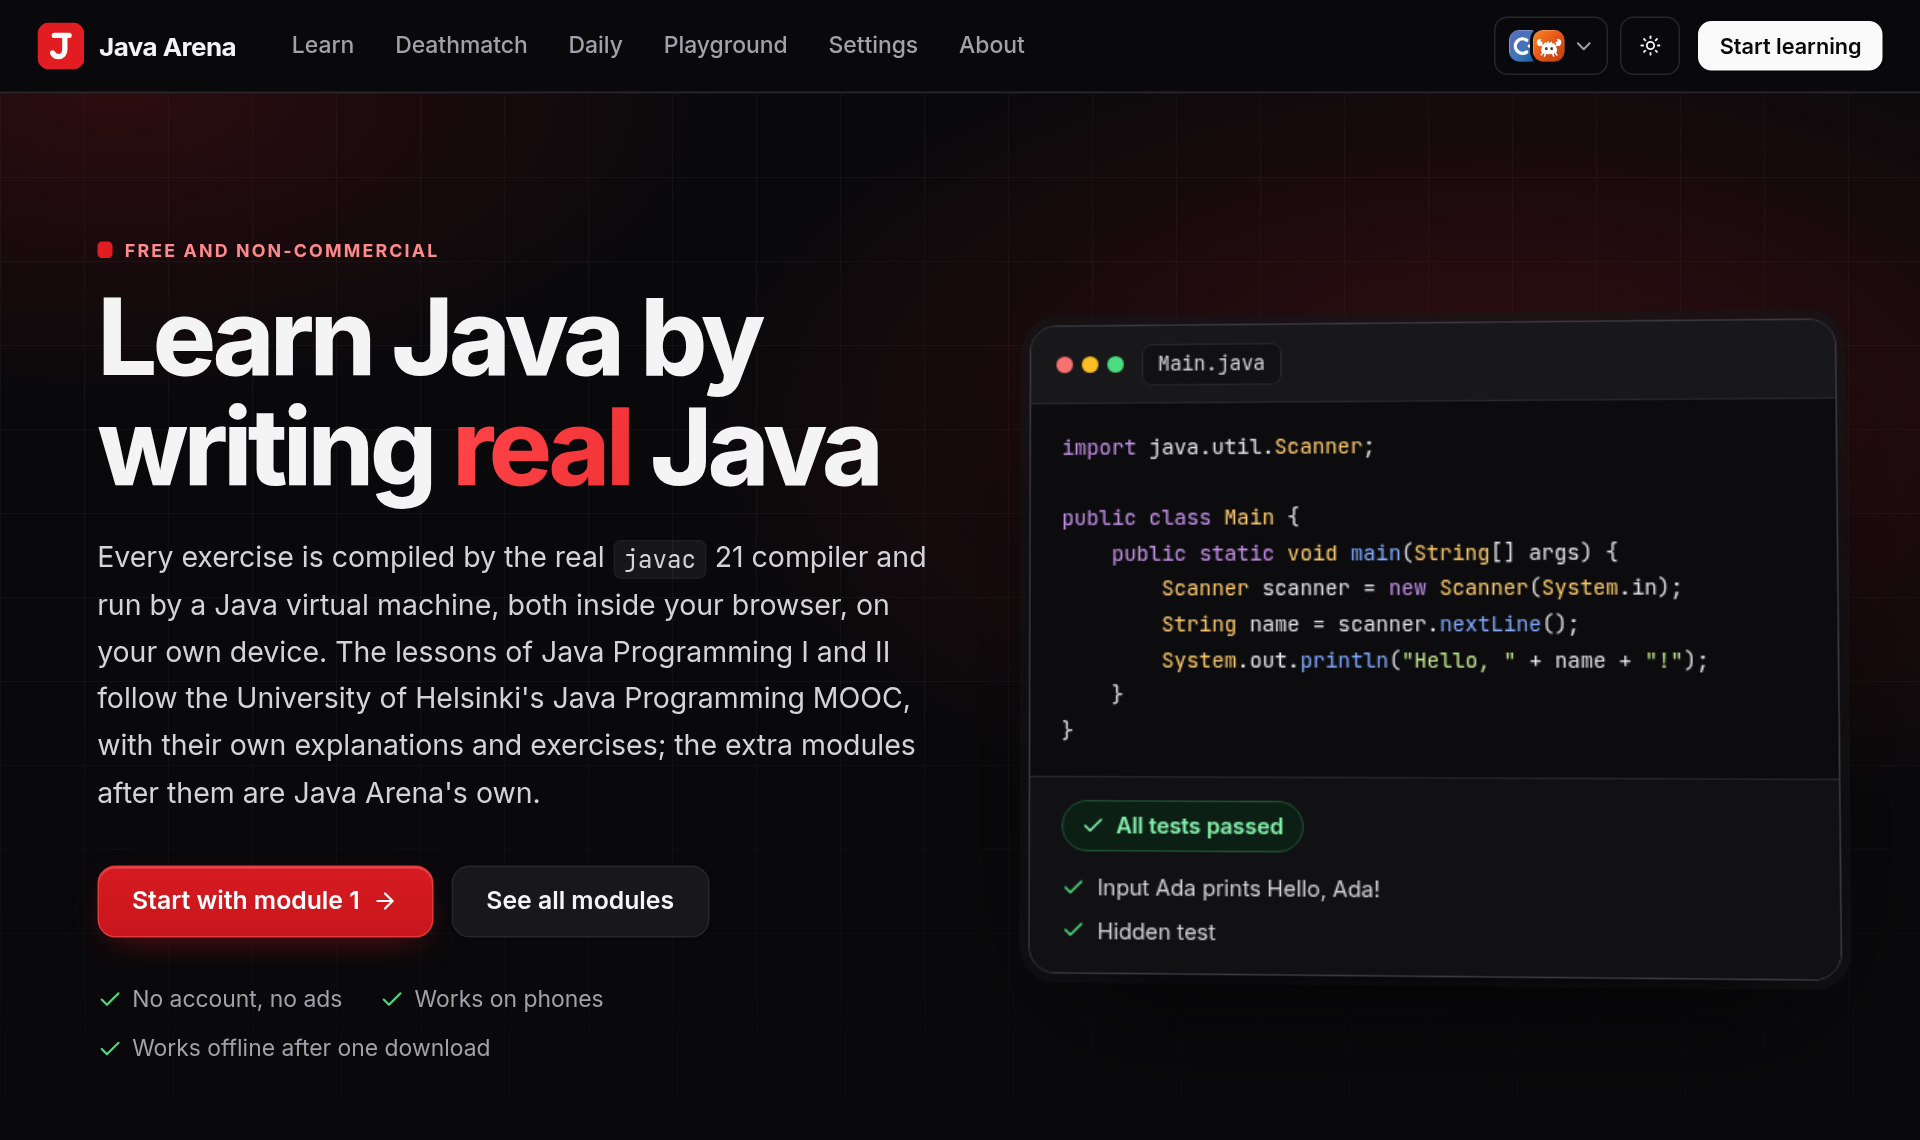 J Java Arena Learn Deathmatch Daily Playground Settings About Start learning
FREE AND NON-COMMERCIAL
Learn Java by
writing real Java
Every exercise is compiled by the real javac 21 compiler and
run by a Java virtual machine, both inside your browser, on
your own device. The lessons of Java Programming I and II
follow the University of Helsinki's Java Programming MOOC,
with their own explanations and exercises; the extra modules
after them are Java Arena's own.
Start with module 1 → See all modules
No account, no ads Works on phones
Works offline after one download
Main.java
import java.util.Scanner;
public class Main {
    public static void main(String[] args) {
        Scanner scanner = new Scanner(System.in);
        String name = scanner.nextLine();
        System.out.println("Hello, " + name + "!");
    }
}
All tests passed
Input Ada prints Hello, Ada!
Hidden test